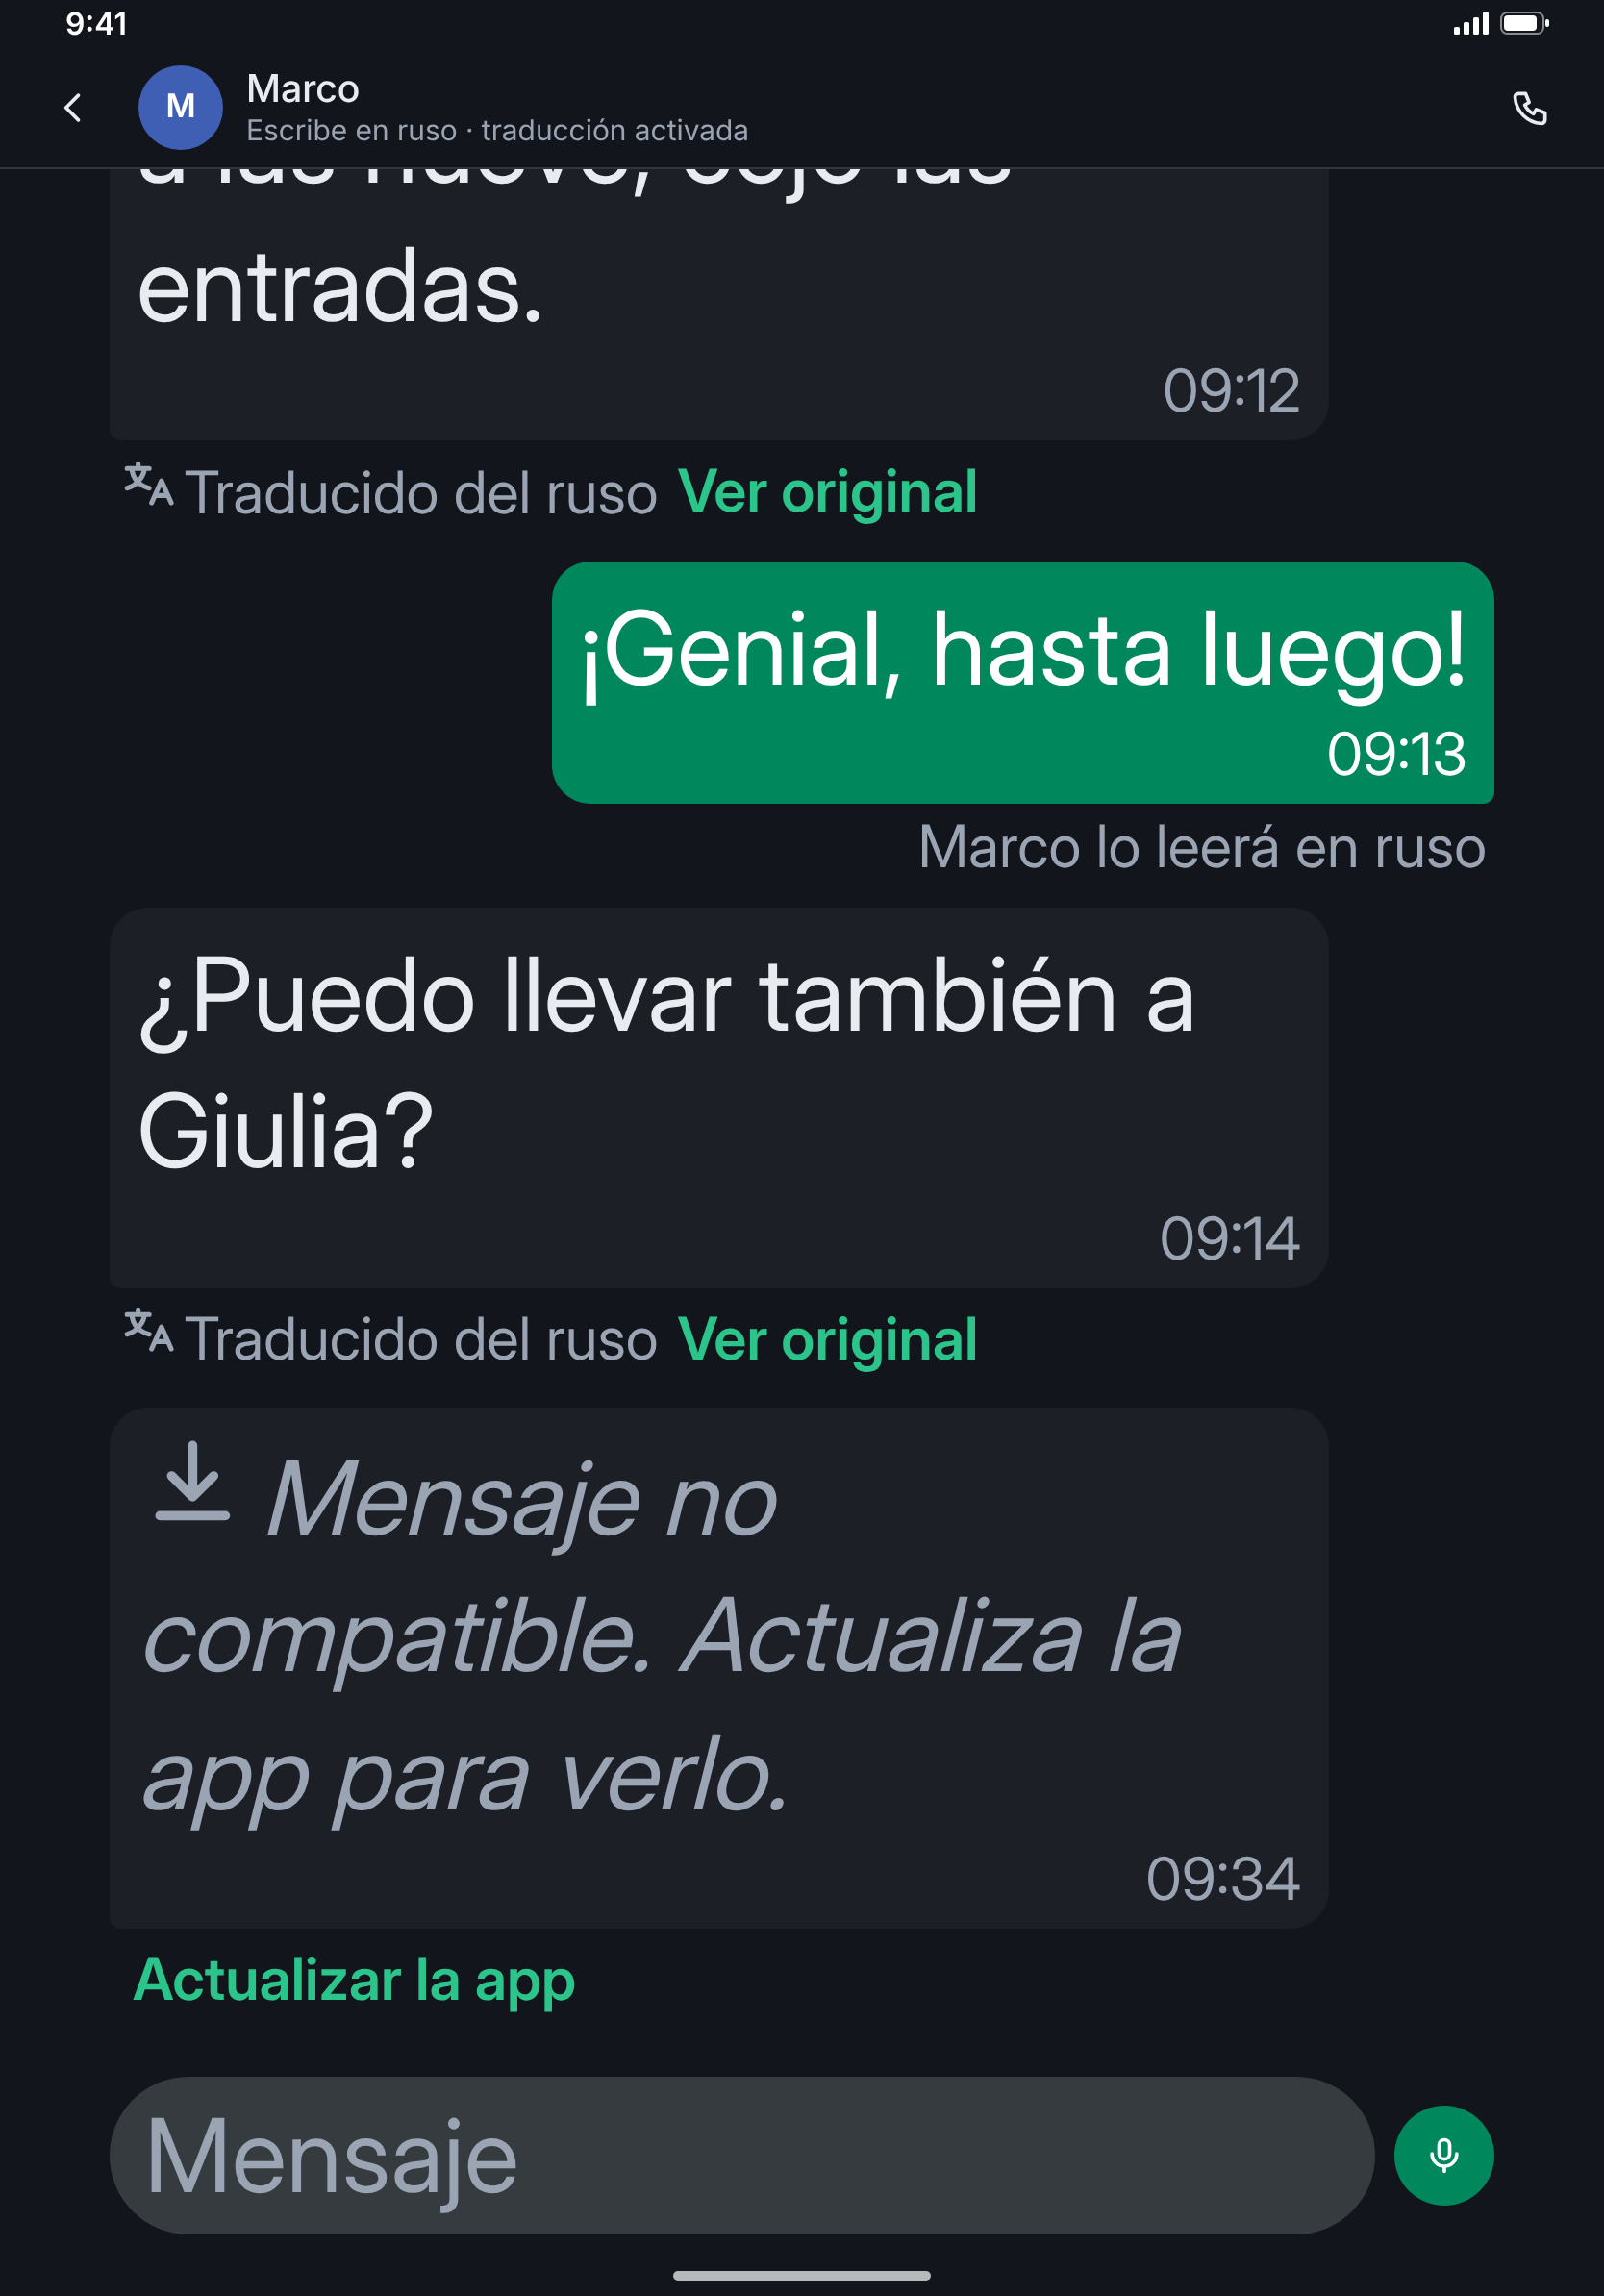 9:41
M
Marco
Escribe en ruso · traducción activada
entradas.
09:12
Traducido del ruso Ver original
¡Genial, hasta luego!
09:13
Marco lo leerá en ruso
¿Puedo llevar también a
Giulia?
09:14
Traducido del ruso Ver original
Mensaje no
compatible. Actualiza la
app para verlo.
09:34
Actualizar la app
Mensaje